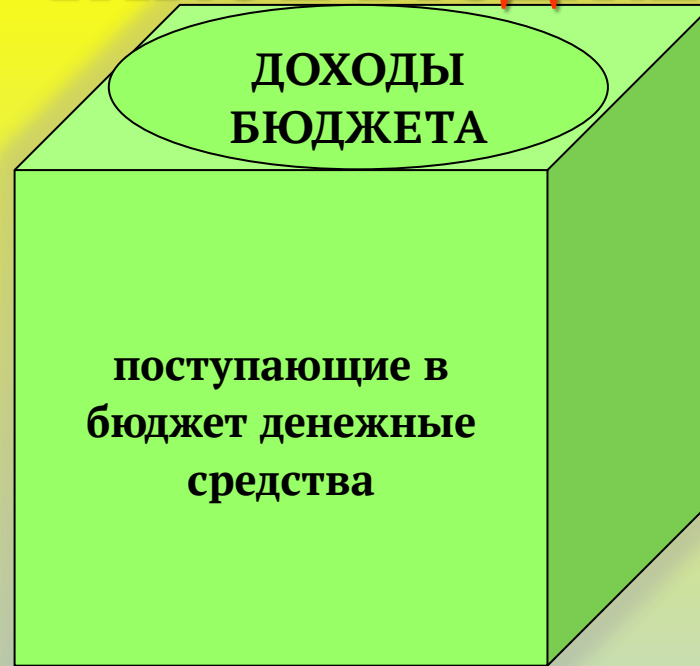 ДОХОДЫ
БЮДЖЕТА
поступающие в
бюджет денежные
средства